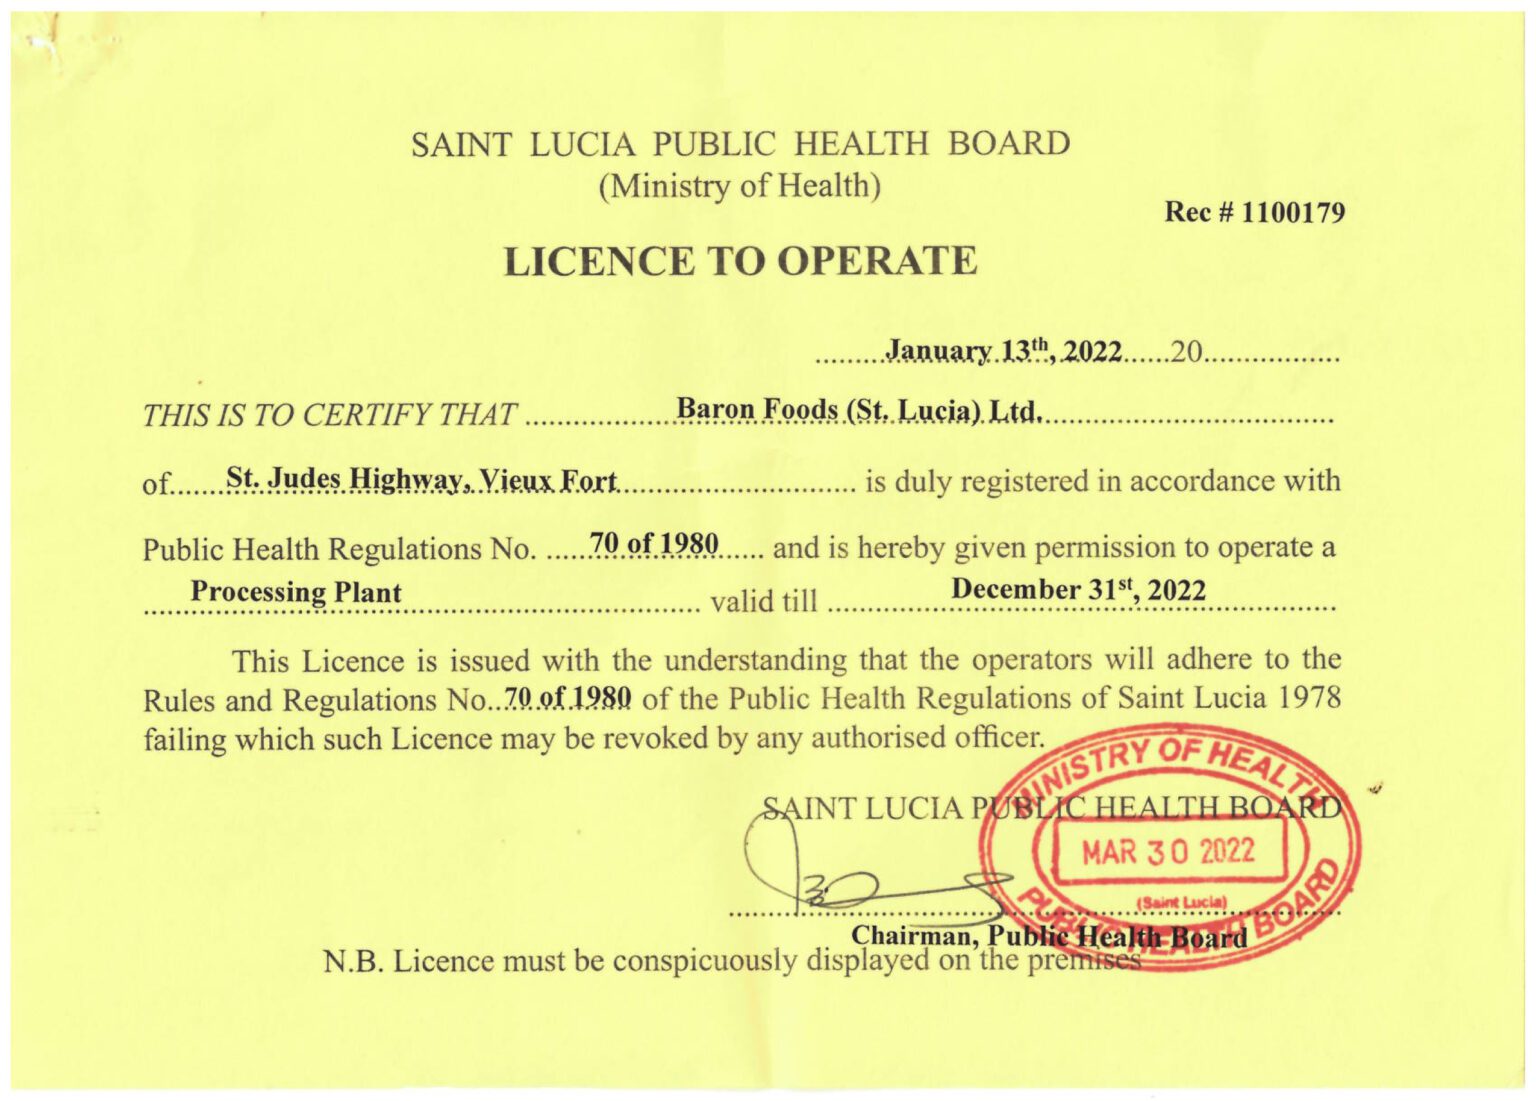 SAINT LUCIA PUBLIC HEALTH BOARD
(Ministry of Health)
Rec # 1100179
LICENCE TO OPERATE
.........January 13th, 2022......20.................
THIS IS TO CERTIFY THAT ....................Baron Foods (St. Lucia) Ltd.......................................
of.......St. Judes Highway, Vieux Fort............................ is duly registered in accordance with
Public Health Regulations No. .....70 of 1980...... and is hereby given permission to operate a
.....Processing Plant.................................... valid till ..............December 31st, 2022...............
This Licence is issued with the understanding that the operators will adhere to the
Rules and Regulations No..70 of 1980 of the Public Health Regulations of Saint Lucia 1978
failing which such Licence may be revoked by any authorised officer.
SAINT LUCIA PUBLIC HEALTH BOARD
MINISTRY OF HEALTH
MAR 30 2022
(Saint Lucia)
PUBLIC HEALTH BOARD
Chairman, Public Health Board
N.B. Licence must be conspicuously displayed on the premises